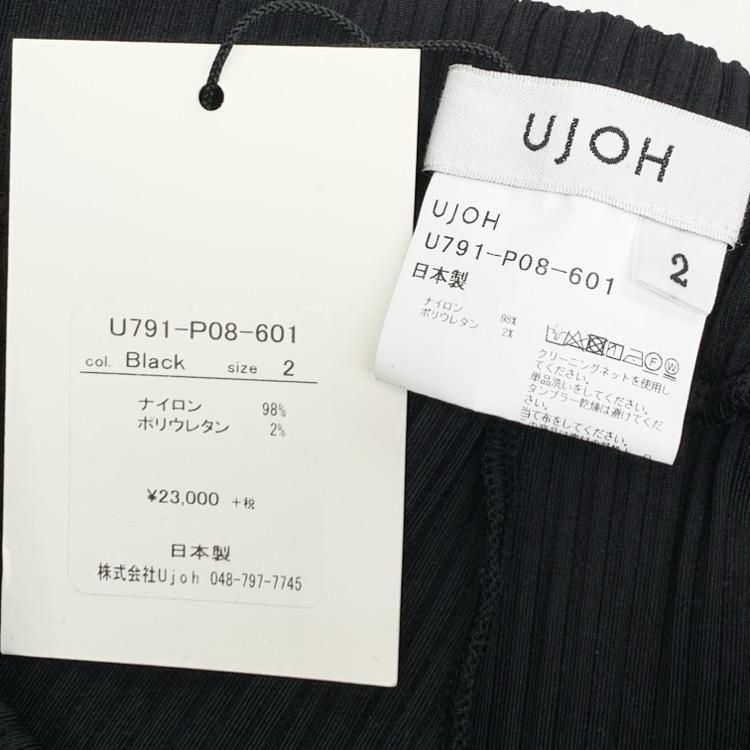 U791-P08-601
col. Black size 2
ナイロン 98%
ポリウレタン 2%
¥23,000 +税
日本製
株式会社Ujoh 048-797-7745
UJOH
UJOH
U791-P08-601
日本製
2
ナイロン 98%
ポリウレタン 2%
クリーニングネットを使用し
てください。
単品洗いをしてください。
タンブラー乾燥は避けてくだ
さい。
当て布をしてください。